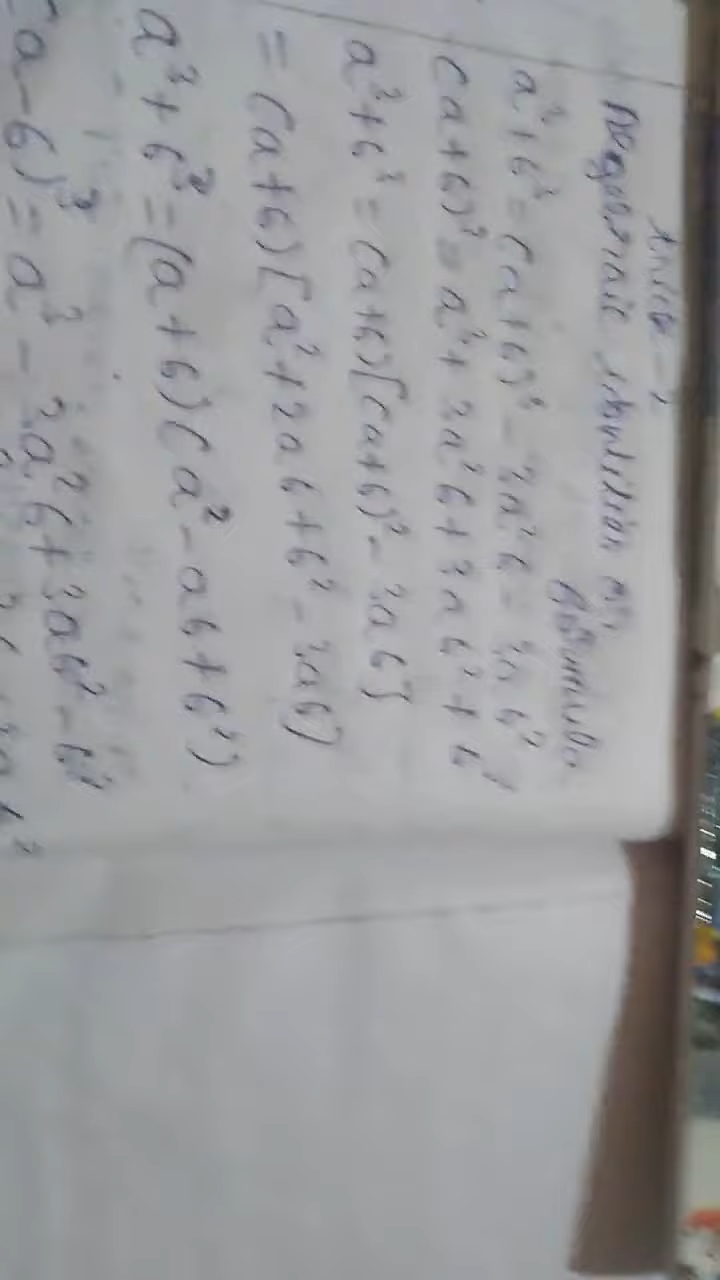 a³+b³=(a+b)³-3a²b-3ab²
(a+b)³=a³+3a²b+3ab²+b³
a³+b³=(a+b)[(a+b)²-3ab]
=(a+b)[a²+2ab+b²-3ab]
a³+b³=(a+b)(a²-ab+b²)
(a-b)³=a³-3a²b+3ab²-b³